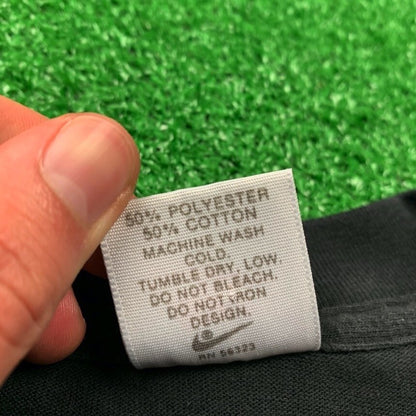 50% POLYESTER
50% COTTON
MACHINE WASH
COLD.
TUMBLE DRY, LOW.
DO NOT BLEACH.
DO NOT IRON
DESIGN.
®
RN 56323